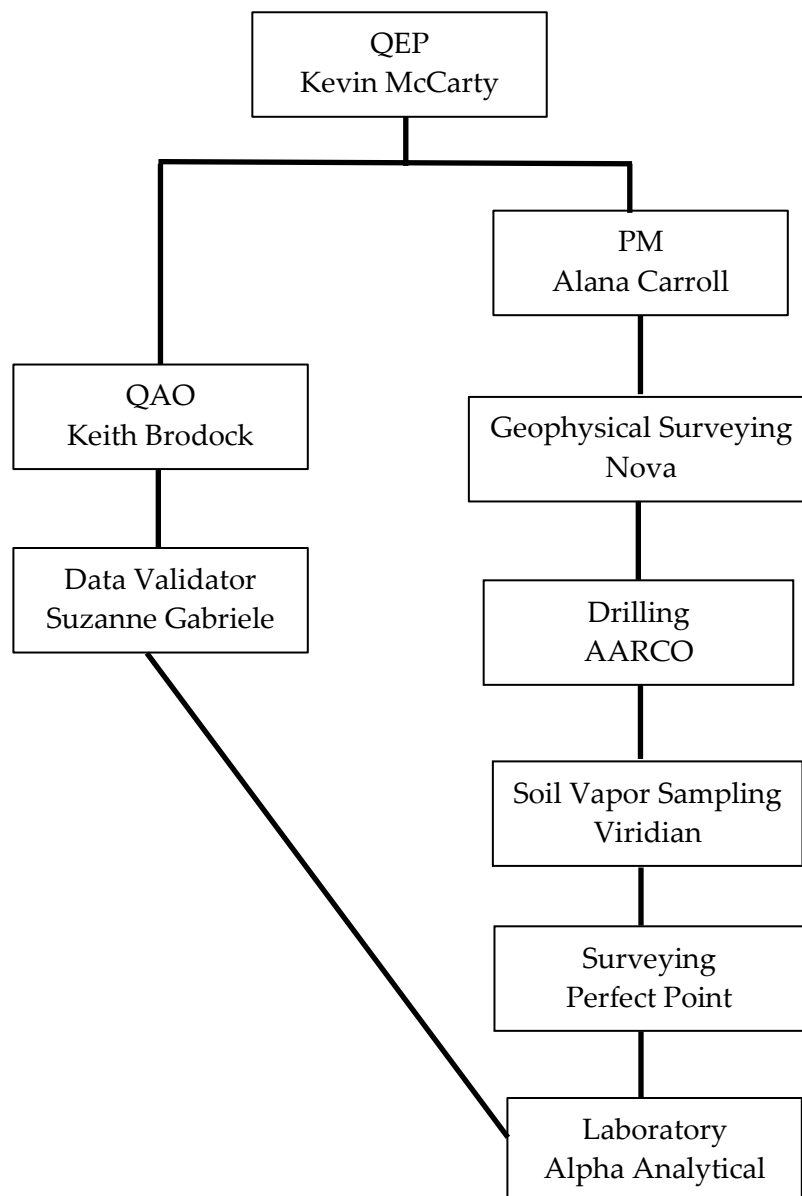 QEP
Kevin McCarty
PM
Alana Carroll
QAO
Keith Brodock
Geophysical Surveying
Nova
Data Validator
Suzanne Gabriele
Drilling
AARCO
Soil Vapor Sampling
Viridian
Surveying
Perfect Point
Laboratory
Alpha Analytical